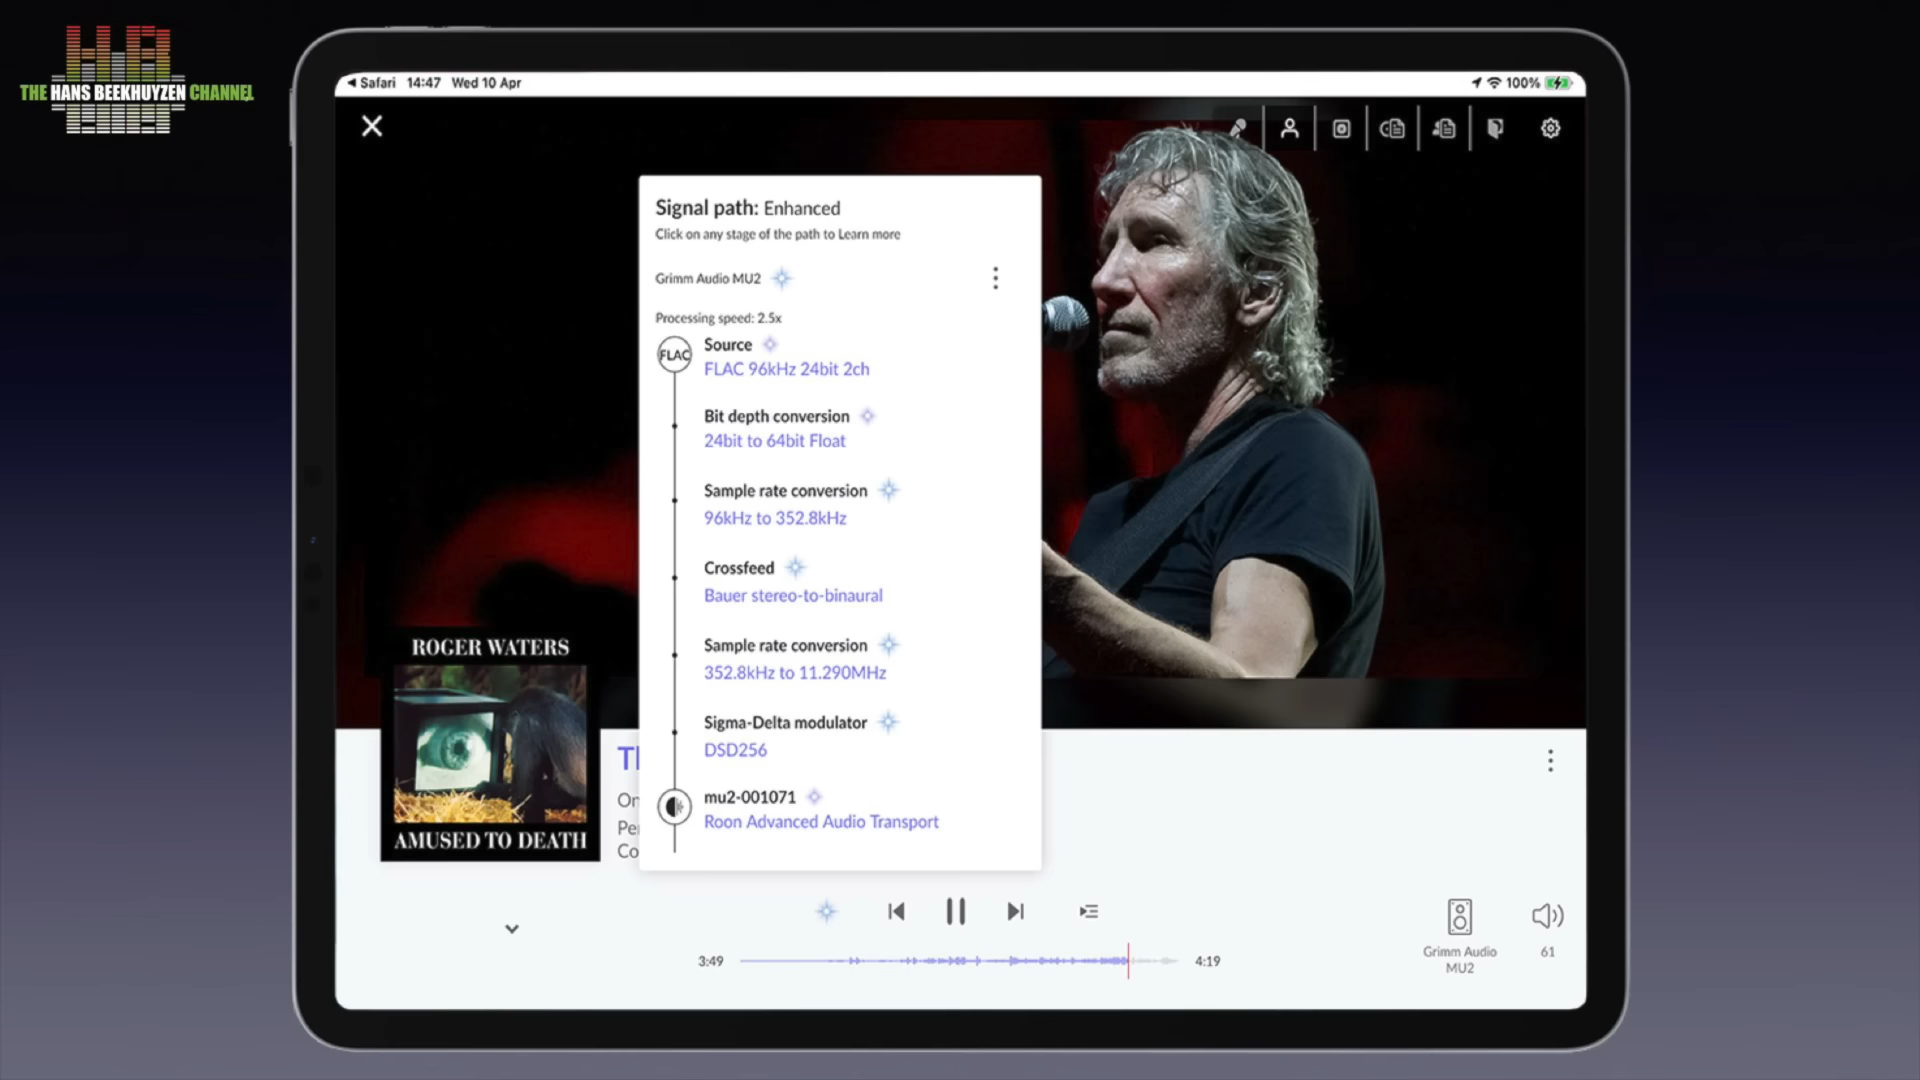 THE HANS BEEKHUYZEN CHANNEL
Safari 14:47 Wed 10 Apr
100%
Signal path: Enhanced
Click on any stage of the path to Learn more
Grimm Audio MU2
Processing speed: 2.5x
FLAC
Source
FLAC 96kHz 24bit 2ch
Bit depth conversion
24bit to 64bit Float
Sample rate conversion
96kHz to 352.8kHz
Crossfeed
Bauer stereo-to-binaural
Sample rate conversion
352.8kHz to 11.290MHz
Sigma-Delta modulator
DSD256
mu2-001071
Roon Advanced Audio Transport
ROGER WATERS
AMUSED TO DEATH
3:49
4:19
Grimm Audio
MU2
61